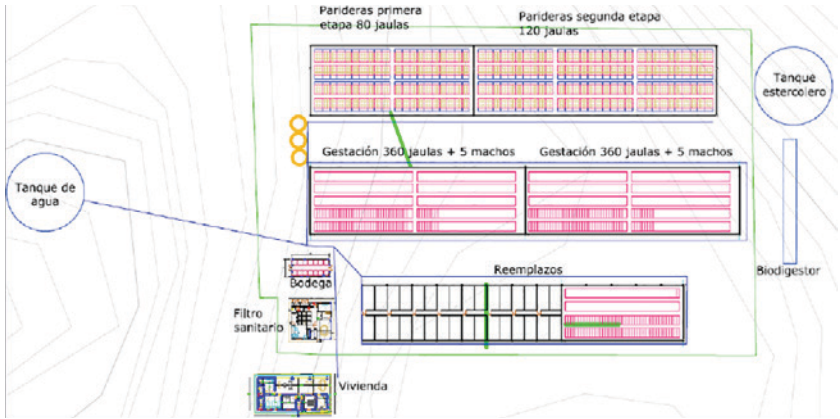 Parideras primera
etapa 80 jaulas
Parideras segunda etapa
120 jaulas
Tanque
estercolero
Gestación 360 jaulas + 5 machos
Gestación 360 jaulas + 5 machos
Tanque de
agua
Reemplazos
Biodigestor
Bodega
Filtro
sanitario
Vivienda